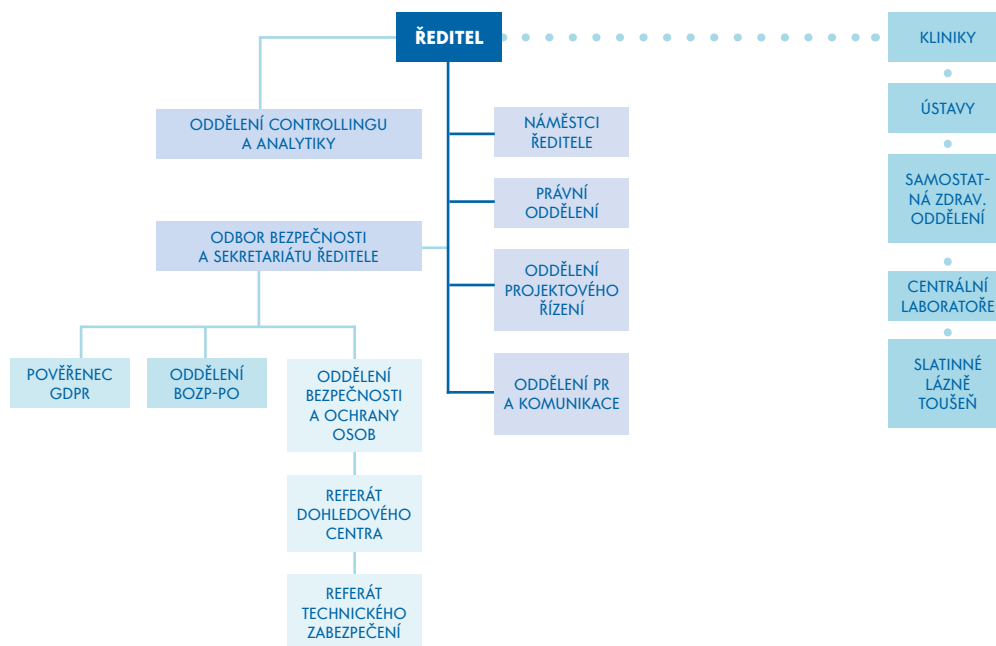 ŘEDITEL
KLINIKY
ODDĚLENÍ CONTROLLINGU
A ANALYTIKY
NÁMĚSTCI
ŘEDITELE
ÚSTAVY
PRÁVNÍ
ODDĚLENÍ
SAMOSTAT-
NÁ ZDRAV.
ODDĚLENÍ
ODBOR BEZPEČNOSTI
A SEKRETARIÁTU ŘEDITELE
ODDĚLENÍ
PROJEKTOVÉHO
ŘÍZENÍ
CENTRÁLNÍ
LABORATOŘE
POVĚŘENEC
GDPR
ODDĚLENÍ
BOZP-PO
ODDĚLENÍ
BEZPEČNOSTI
A OCHRANY
OSOB
ODDĚLENÍ PR
A KOMUNIKACE
SLATINNÉ
LÁZNĚ
TOUŠEŇ
REFERÁT
DOHLEDOVÉHO
CENTRA
REFERÁT
TECHNICKÉHO
ZABEZPEČENÍ